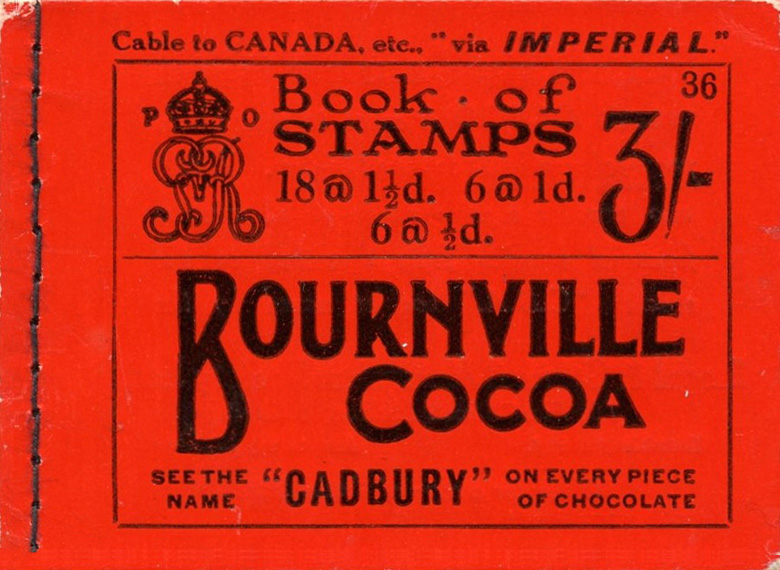 Cable to CANADA, etc., "via IMPERIAL."
36
P O
GVR
Book · of
STAMPS
3/-
18 @ 1½d. 6 @ 1d.
6 @ ½d.
BOURNVILLE
COCOA
SEE THE NAME "CADBURY" ON EVERY PIECE OF CHOCOLATE